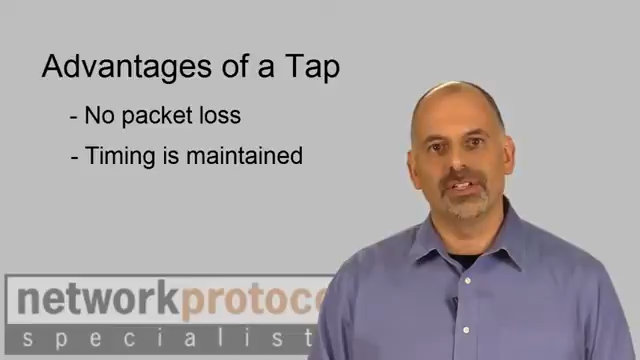 Advantages of a Tap
- No packet loss
- Timing is maintained
networkprotoco
specialist